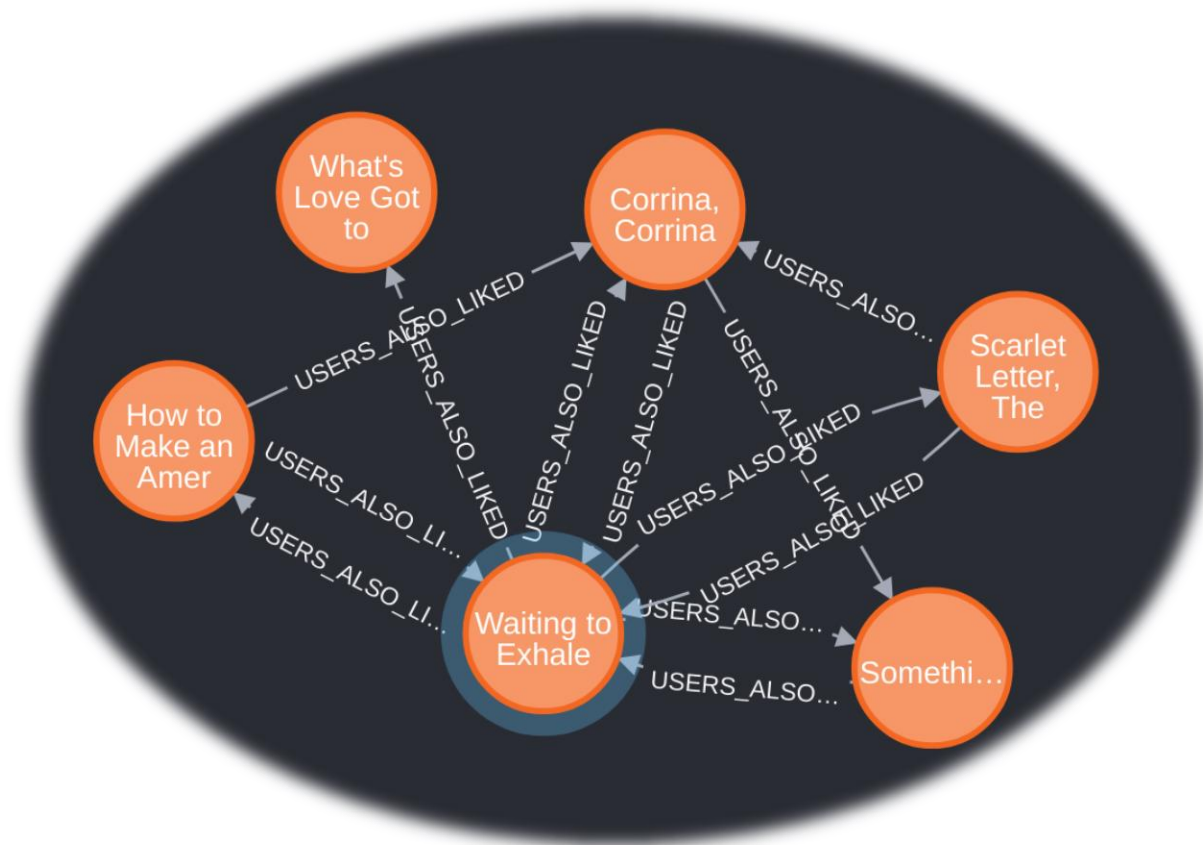 What's
Love Got
to
Corrina,
Corrina
USERS_ALSO_LIKED
USERS_ALSO...
USERS_ALSO_LIKED
Scarlet
Letter,
The
USERS_ALSO_LIKED
USERS_ALSO_LIKED
USERS_ALSO_LIKED
How to
Make an
Amer
USERS_ALSO_LIKED
USERS_ALSO_LI...
USERS_ALSO_LIKED
USERS_ALSO_LI...
USERS_ALSO_LIKED
Waiting to
Exhale
USERS_ALSO...
Somethi...
USERS_ALSO...